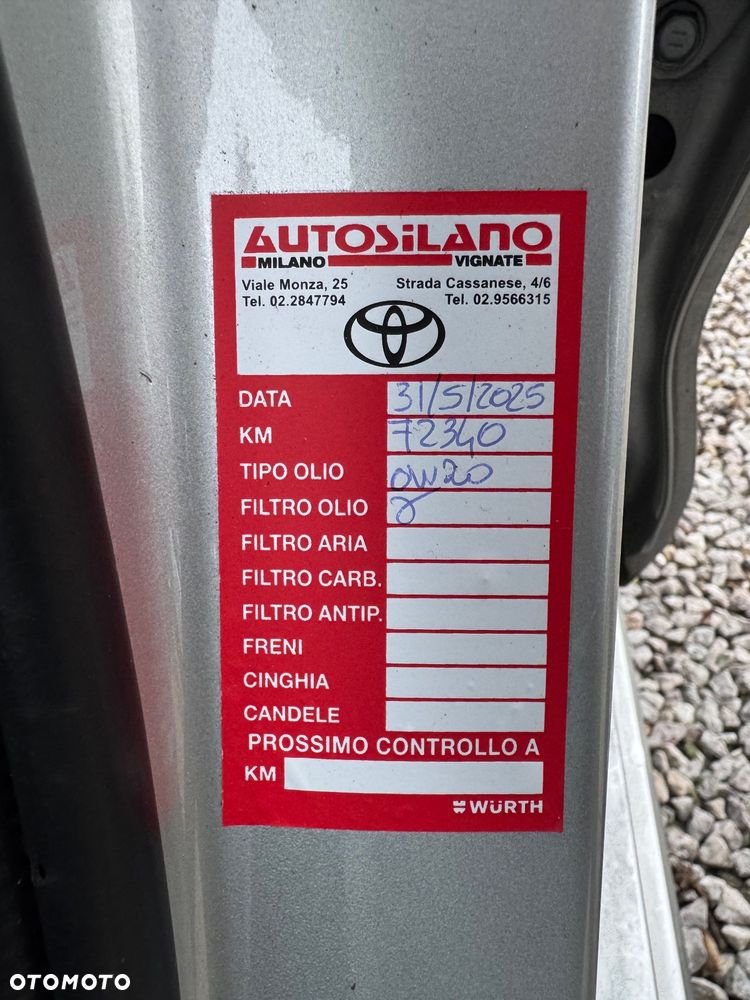 AUTOSiLANO
MILANO VIGNATE
Viale Monza, 25 Strada Cassanese, 4/6
Tel. 02.2847794 Tel. 02.9566315
DATA 31/5/2025
KM 72340
TIPO OLIO 0W20
FILTRO OLIO
FILTRO ARIA
FILTRO CARB.
FILTRO ANTIP.
FRENI
CINGHIA
CANDELE
PROSSIMO CONTROLLO A
KM
WÜRTH
OTOMOTO